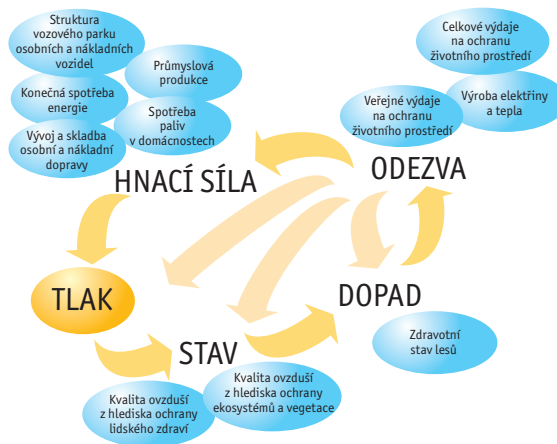 Struktura
vozového parku
osobních a nákladních
vozidel
Průmyslová
produkce
Konečná spotřeba
energie
Spotřeba
paliv
v domácnostech
Vývoj a skladba
osobní a nákladní
dopravy
HNACÍ SÍLA
Celkové výdaje
na ochranu
životního prostředí
Veřejné výdaje
na ochranu
životního prostředí
Výroba elektřiny
a tepla
ODEZVA
TLAK
DOPAD
Zdravotní
stav lesů
STAV
Kvalita ovzduší
z hlediska ochrany
lidského zdraví
Kvalita ovzduší
z hlediska ochrany
ekosystémů a vegetace